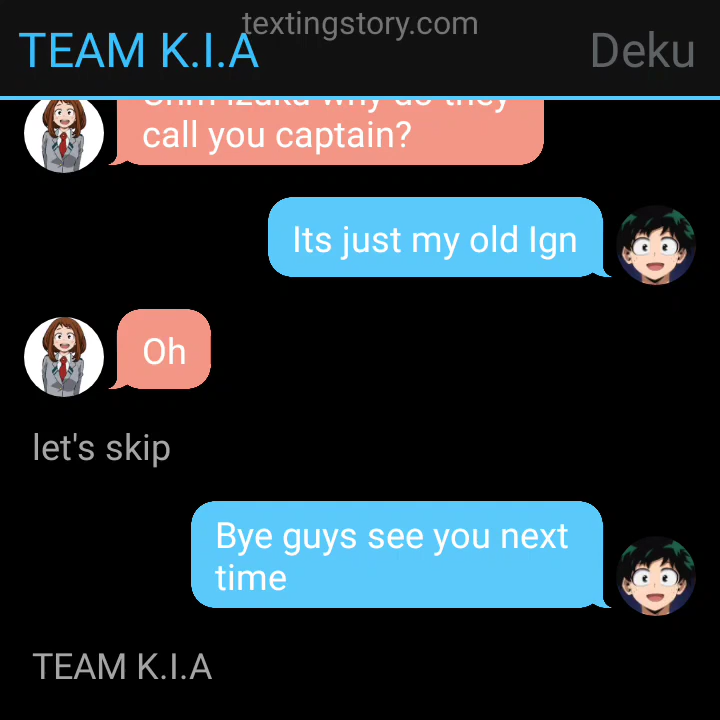 textingstory.com
TEAM K.I.A
Deku
call you captain?
Its just my old Ign
Oh
let's skip
Bye guys see you next
time
TEAM K.I.A